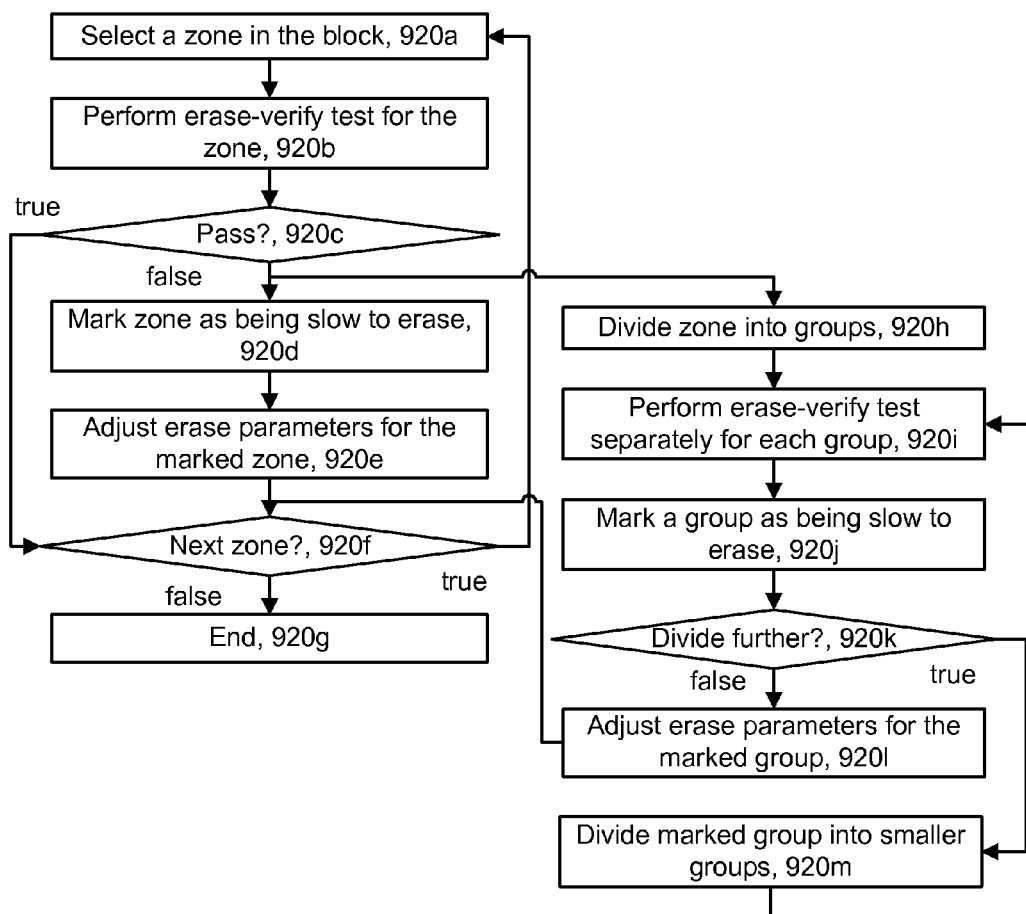 Select a zone in the block, 920a
Perform erase-verify test for the
zone, 920b
true
Pass?, 920c
false
Mark zone as being slow to erase,
920d
Adjust erase parameters for the
marked zone, 920e
Next zone?, 920f
true
false
End, 920g
Divide zone into groups, 920h
Perform erase-verify test
separately for each group, 920i
Mark a group as being slow to
erase, 920j
Divide further?, 920k
true
false
Adjust erase parameters for the
marked group, 920l
Divide marked group into smaller
groups, 920m